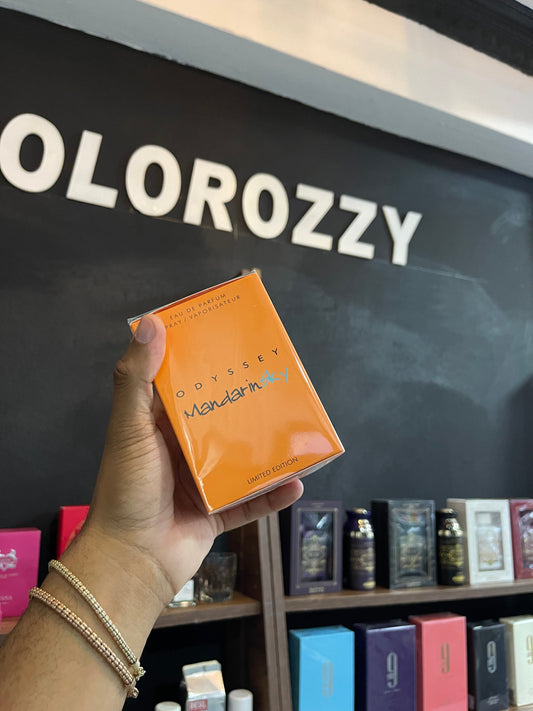 OLOROZZY
EAU DE PARFUM
SPRAY / VAPORISATEUR
ODYSSEY
Mandarin Sky
LIMITED EDITION